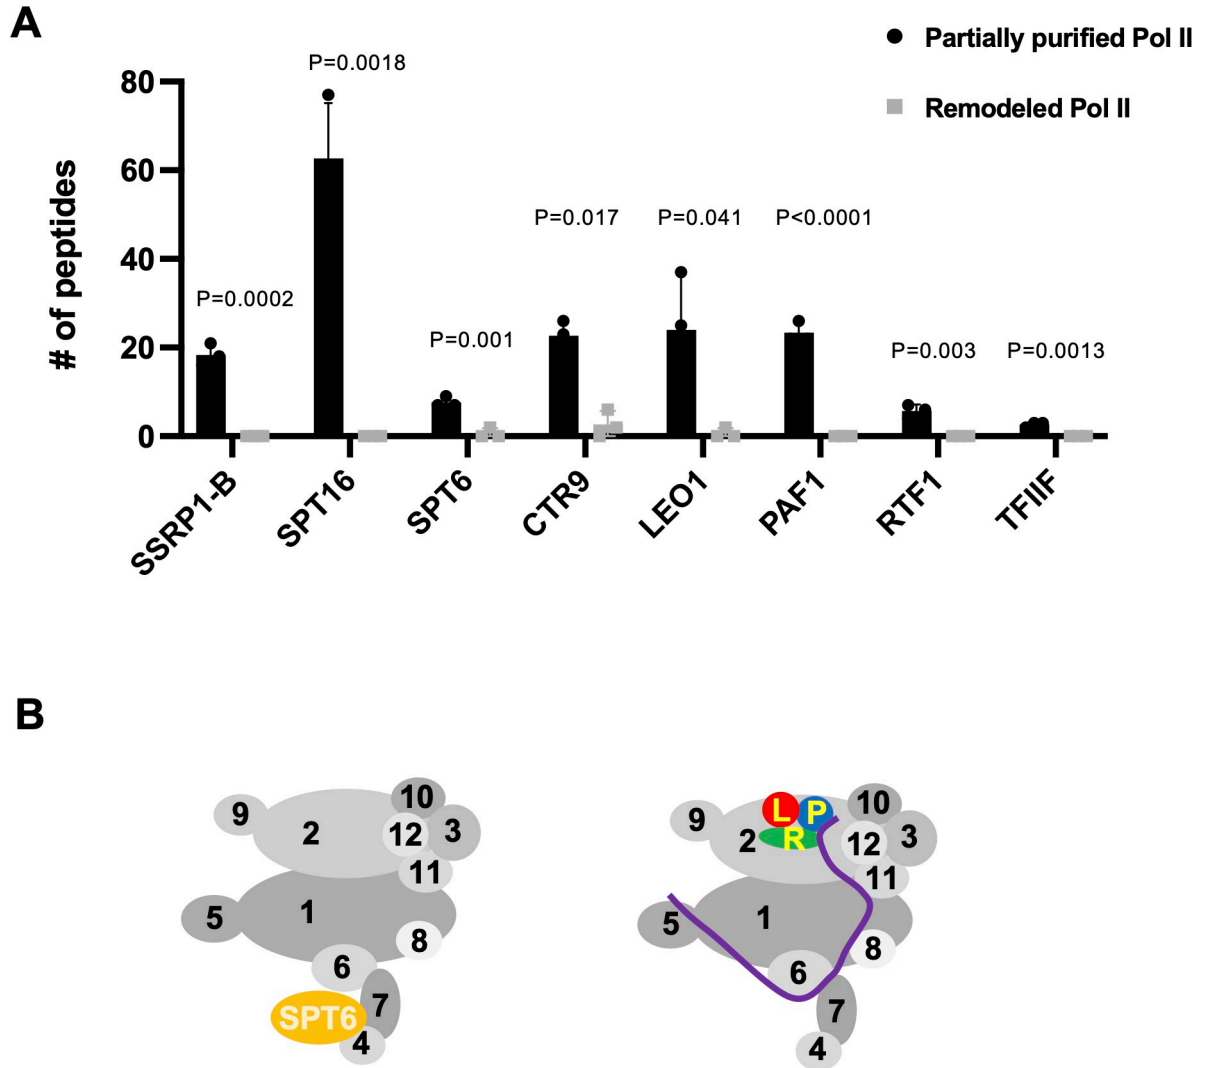 A
Partially purified Pol II
Remodeled Pol II
# of peptides
80
60
40
20
0
P=0.0002
P=0.0018
P=0.001
P=0.017
P=0.041
P<0.0001
P=0.003
P=0.0013
SSRP1-B
SPT16
SPT6
CTR9
LEO1
PAF1
RTF1
TFIIF
B
9
2
10
12
3
11
5
1
8
6
7
SPT6
4
9
2
L
P
R
10
12
3
11
5
1
8
6
7
4